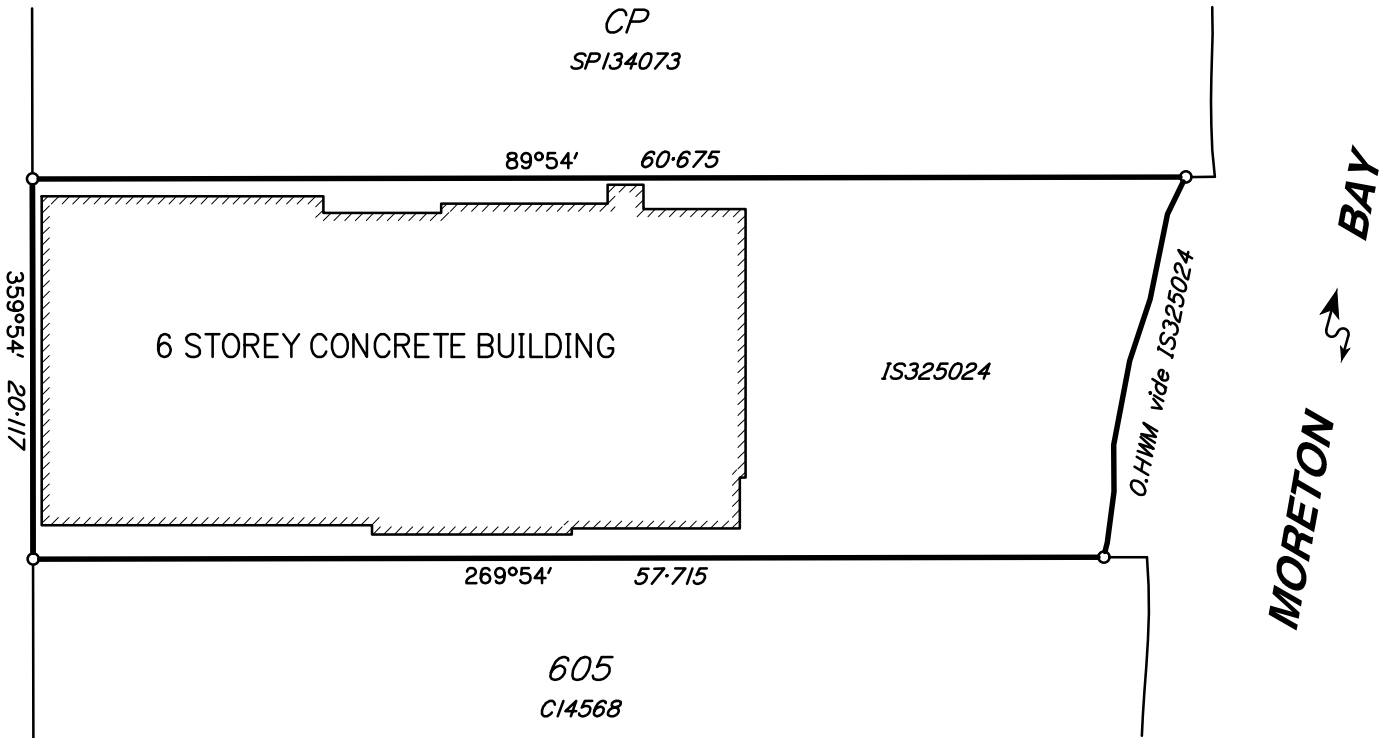 CP
SP134073
89°54' 60·675
359°54' 20·117
6 STOREY CONCRETE BUILDING
IS325024
O.HWM vide IS325024
MORETON BAY
269°54' 57·715
605
C14568